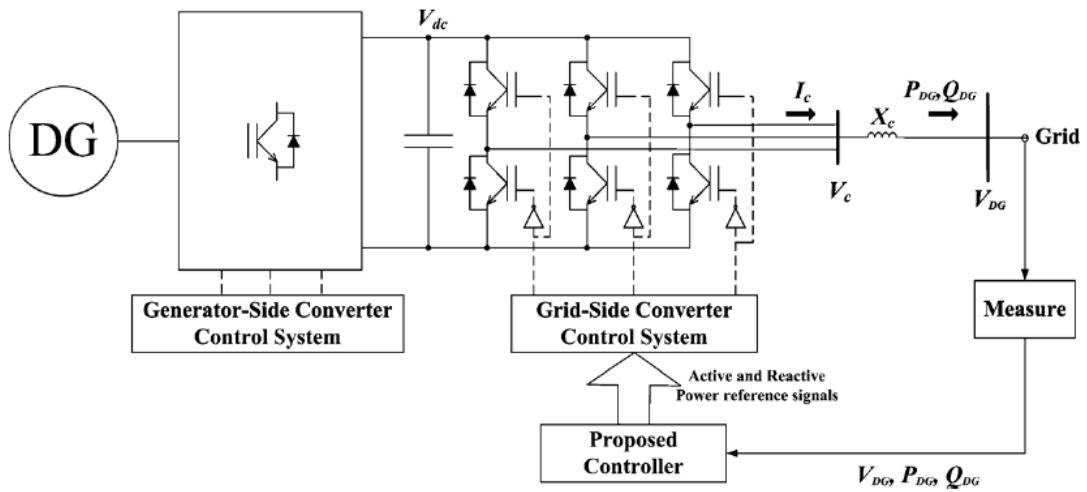 V_dc
I_c
P_DG, Q_DG
DG
X_c
Grid
V_c
V_DG
Generator-Side Converter
Control System
Grid-Side Converter
Control System
Measure
Active and Reactive
Power reference signals
Proposed
Controller
V_DG, P_DG, Q_DG